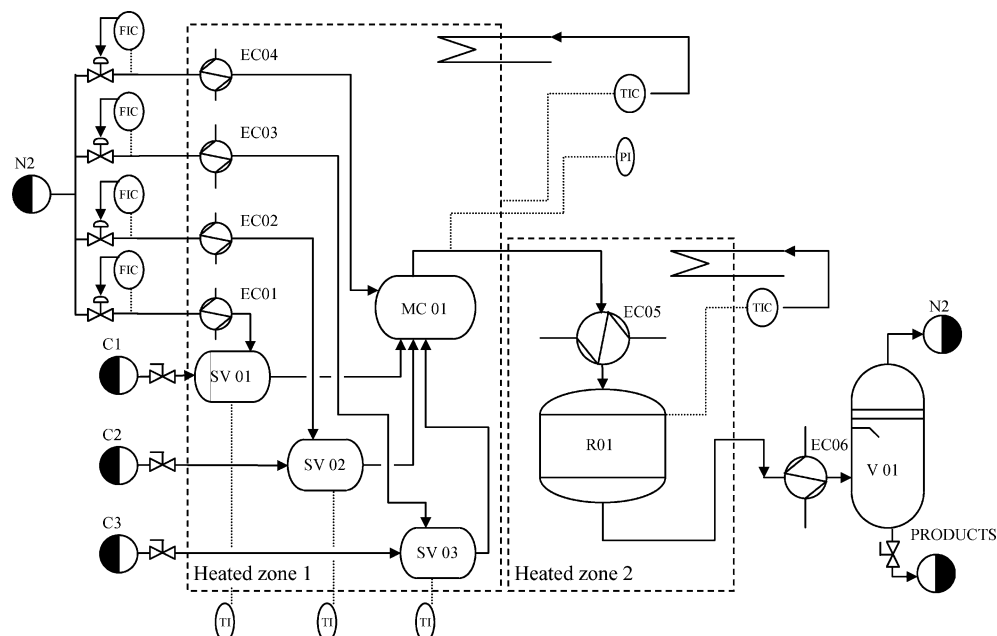 FIC
EC04
TIC
FIC
EC03
PI
N2
FIC
EC02
FIC
EC01
MC 01
EC05
TIC
N2
C1
SV 01
C2
SV 02
R01
EC06
V 01
C3
SV 03
PRODUCTS
Heated zone 1
Heated zone 2
TI
TI
TI